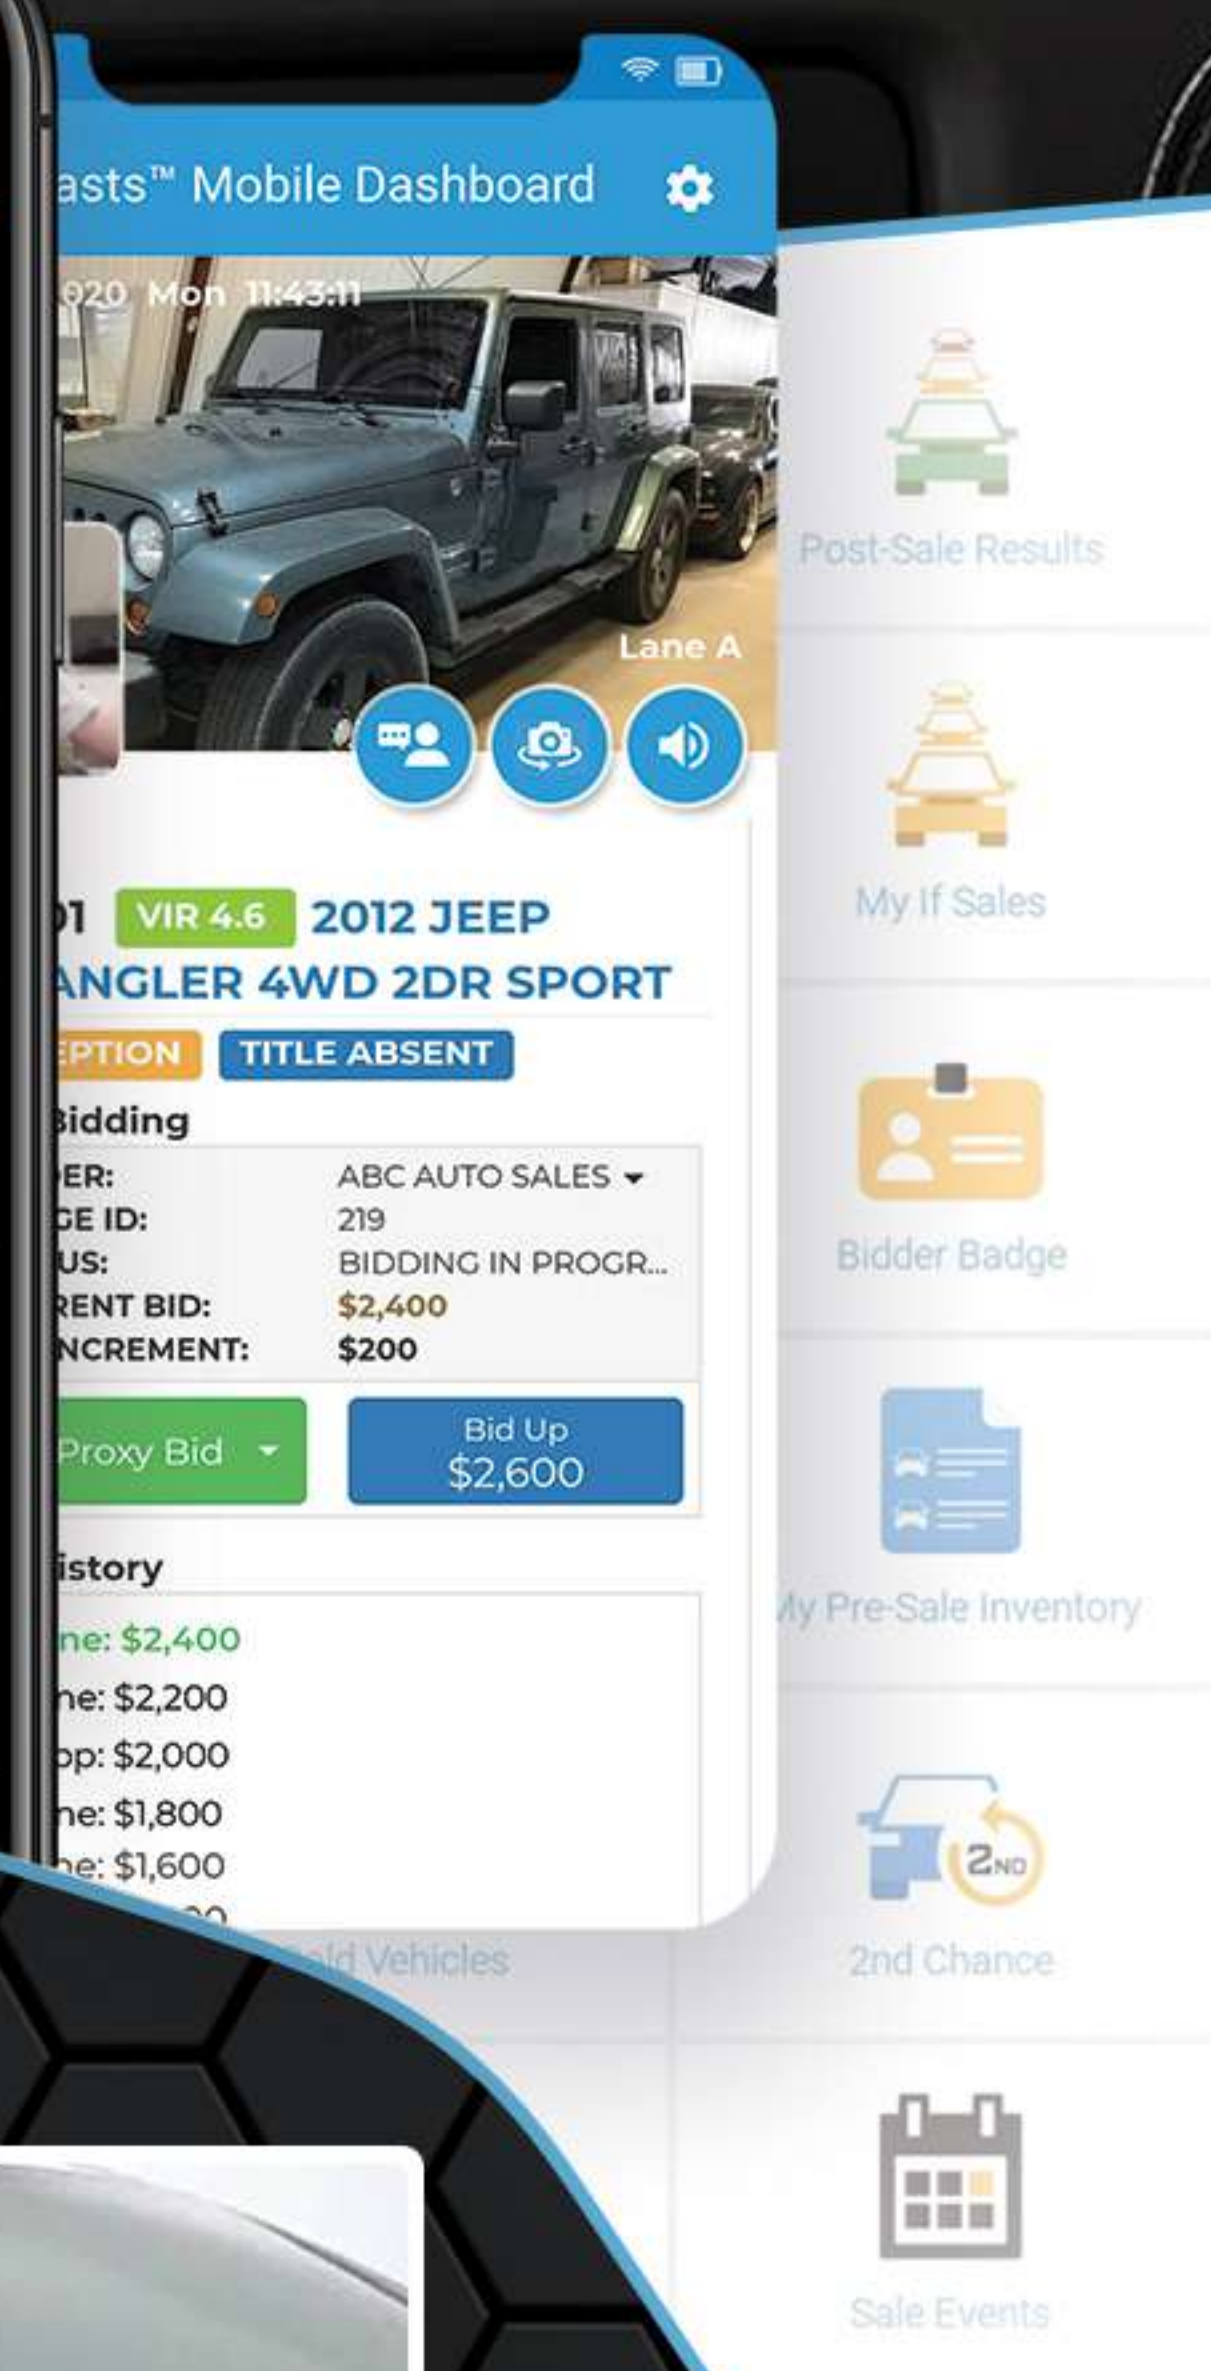 asts™ Mobile Dashboard
020 Mon 11:43:11
Lane A
01 VIR 4.6 2012 JEEP
ANGLER 4WD 2DR SPORT
EPTION TITLE ABSENT
Bidding
ER: ABC AUTO SALES
GE ID: 219
US: BIDDING IN PROGR...
RENT BID: $2,400
NCREMENT: $200
Proxy Bid
Bid Up
$2,600
istory
ne: $2,400
ne: $2,200
op: $2,000
ne: $1,800
ne: $1,600
Post-Sale Results
My If Sales
Bidder Badge
My Pre-Sale Inventory
old Vehicles
2ND
2nd Chance
Sale Events